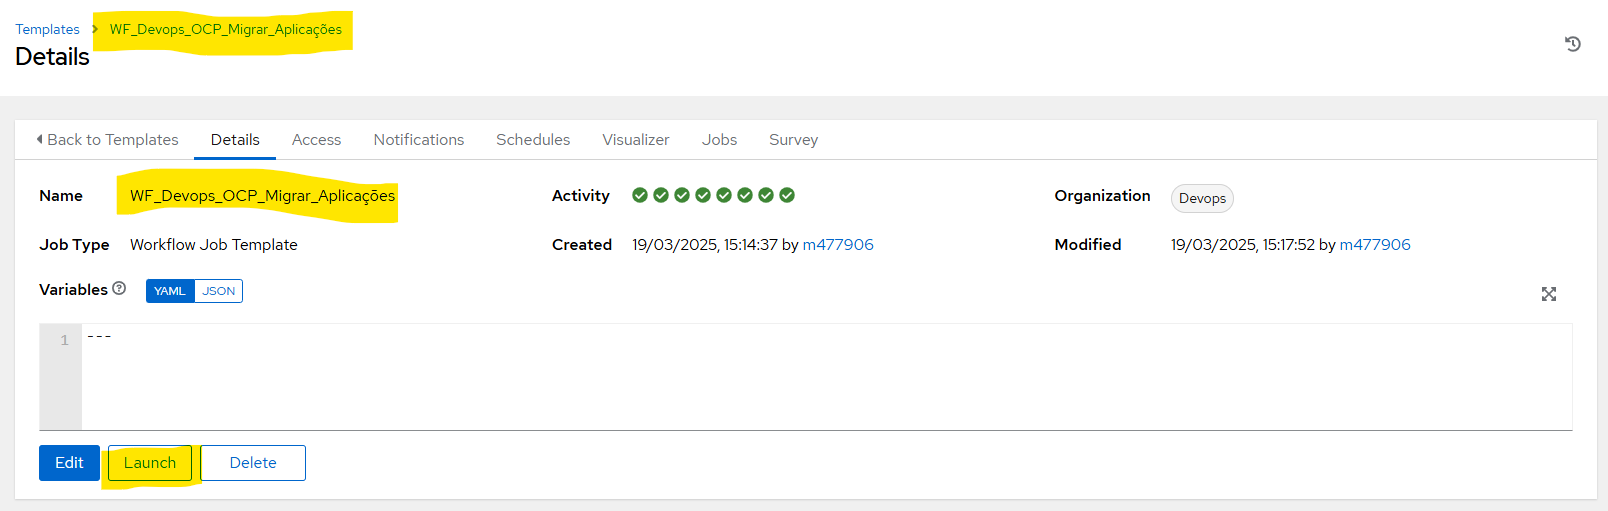 Templates > WF_Devops_OCP_Migrar_Aplicações
Details
Back to Templates Details Access Notifications Schedules Visualizer Jobs Survey
Name WF_Devops_OCP_Migrar_Aplicações Activity Organization Devops
Job Type Workflow Job Template Created 19/03/2025, 15:14:37 by m477906 Modified 19/03/2025, 15:17:52 by m477906
Variables ? YAML JSON
1 ---
Edit Launch Delete